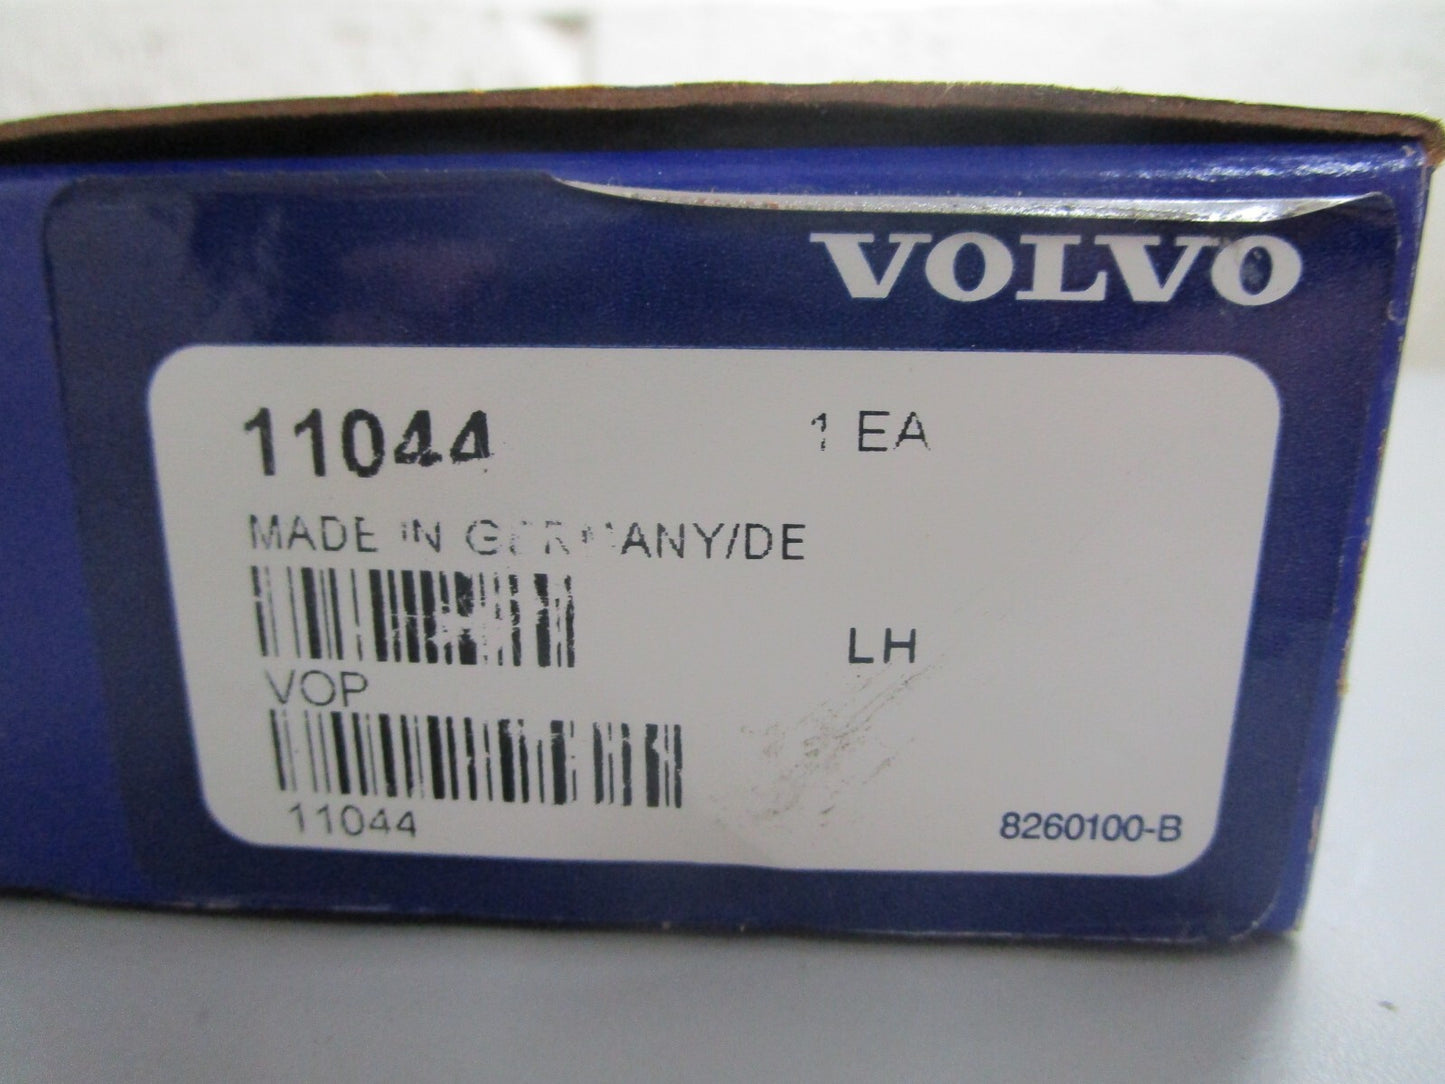 VOLVO
11044 1 EA
MADE IN GERMANY/DE
LH
VOP
11044
8260100-B